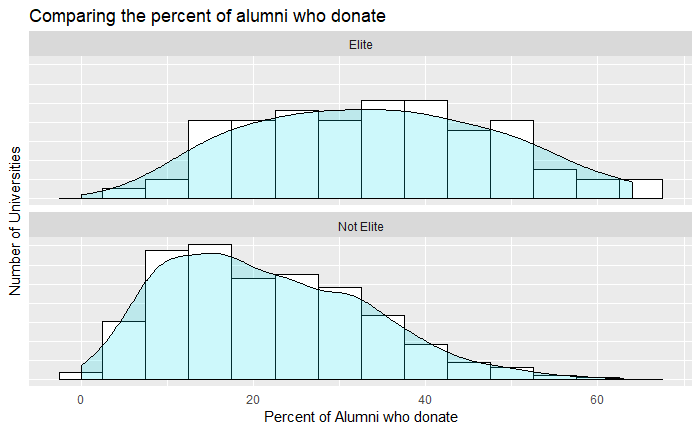 Comparing the percent of alumni who donate
Elite
Number of Universities
Not Elite
0 20 40 60
Percent of Alumni who donate